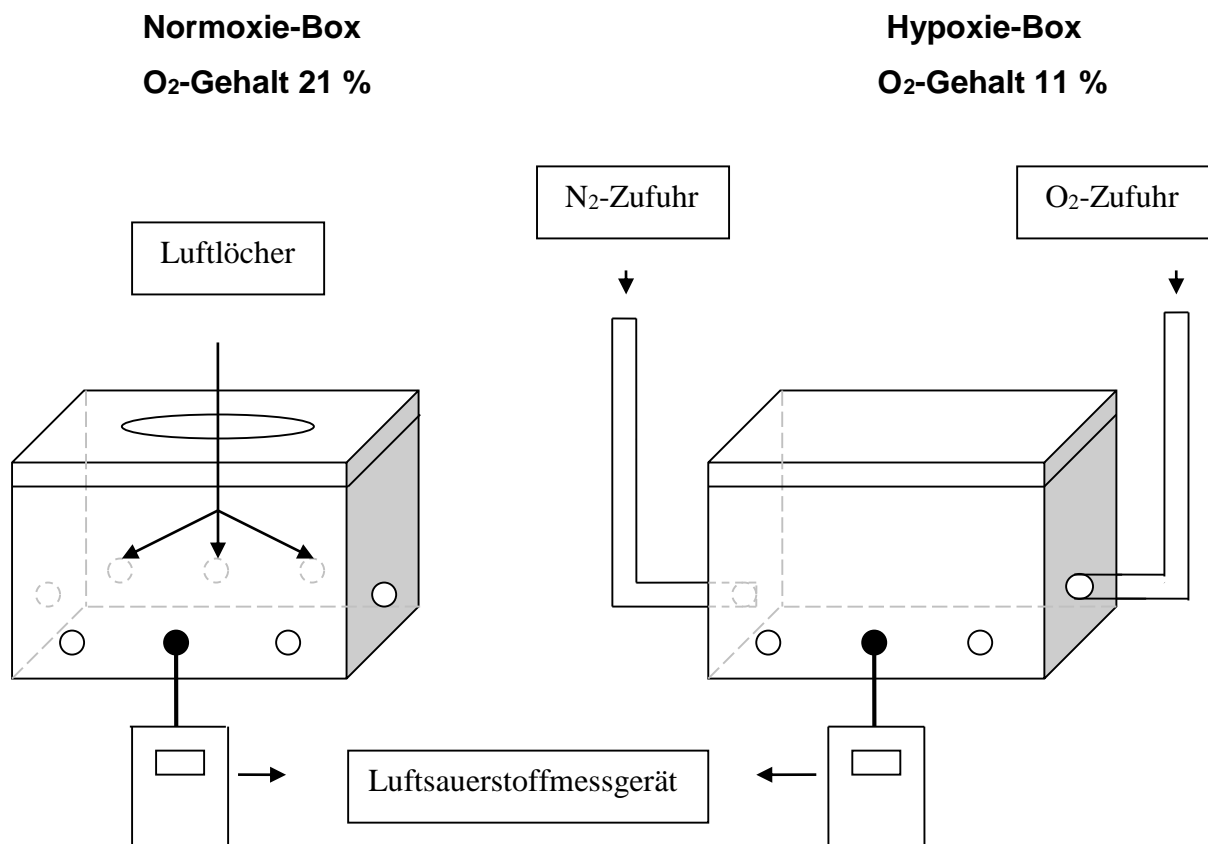 Normoxie-Box
O₂-Gehalt 21 %
Hypoxie-Box
O₂-Gehalt 11 %
Luftlöcher
N₂-Zufuhr
O₂-Zufuhr
Luftsauerstoffmessgerät